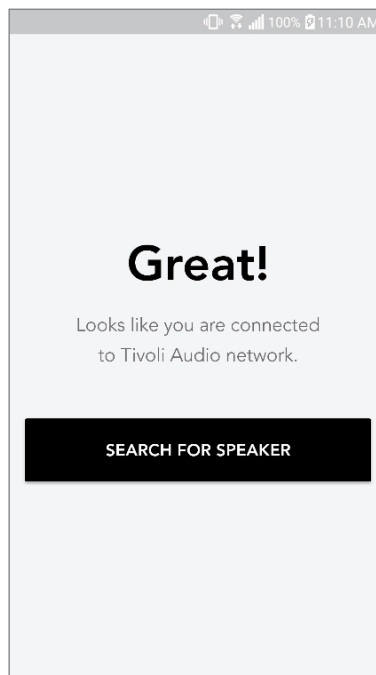 100% 11:10 AM
Great!
Looks like you are connected
to Tivoli Audio network.
SEARCH FOR SPEAKER